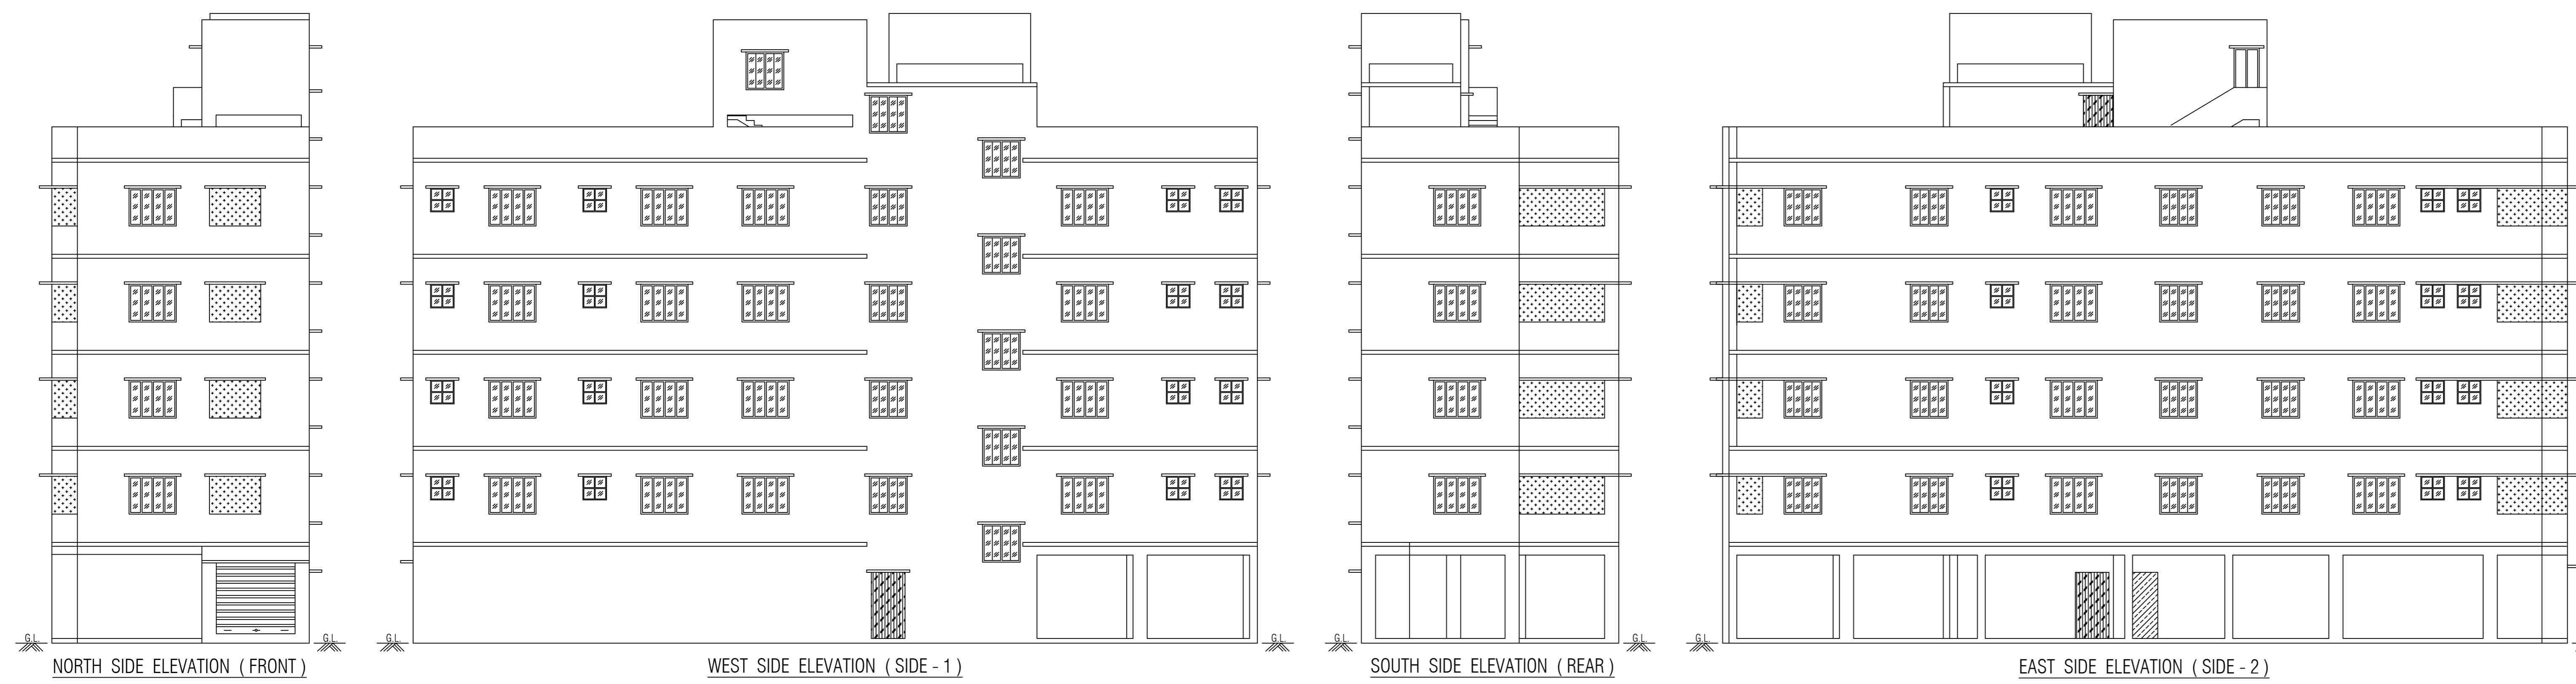 G.L. G.L. G.L. G.L. G.L. G.L. G.L.
NORTH SIDE ELEVATION ( FRONT )
WEST SIDE ELEVATION ( SIDE - 1 )
SOUTH SIDE ELEVATION ( REAR )
EAST SIDE ELEVATION ( SIDE - 2 )